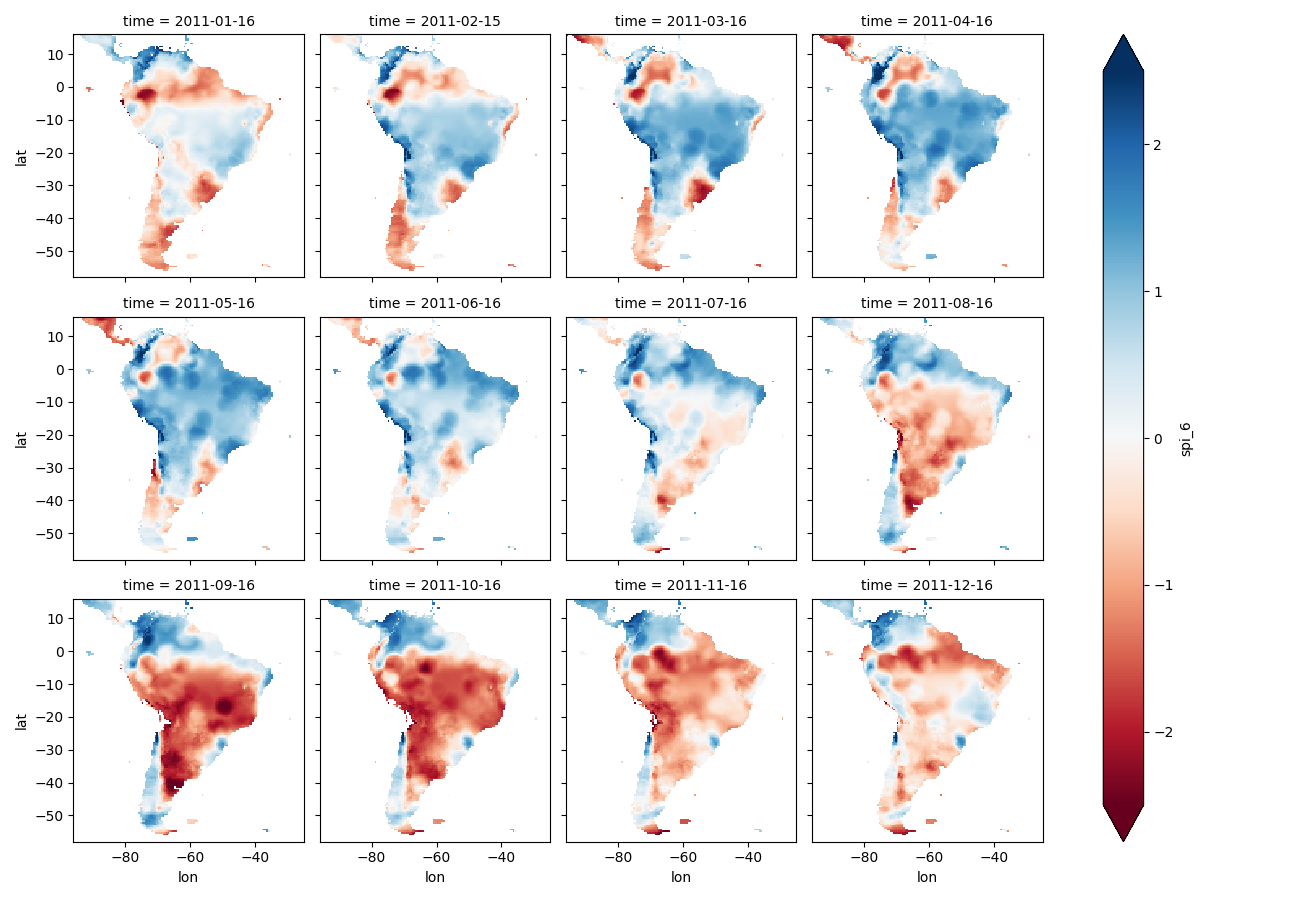 time = 2011-01-16
time = 2011-02-15
time = 2011-03-16
time = 2011-04-16
10
0
−10
−20
−30
−40
−50
lat
time = 2011-05-16
time = 2011-06-16
time = 2011-07-16
time = 2011-08-16
10
0
−10
−20
−30
−40
−50
lat
time = 2011-09-16
time = 2011-10-16
time = 2011-11-16
time = 2011-12-16
10
0
−10
−20
−30
−40
−50
lat
−80 −60 −40
lon
−80 −60 −40
lon
−80 −60 −40
lon
−80 −60 −40
lon
2
1
0
−1
−2
spi_6